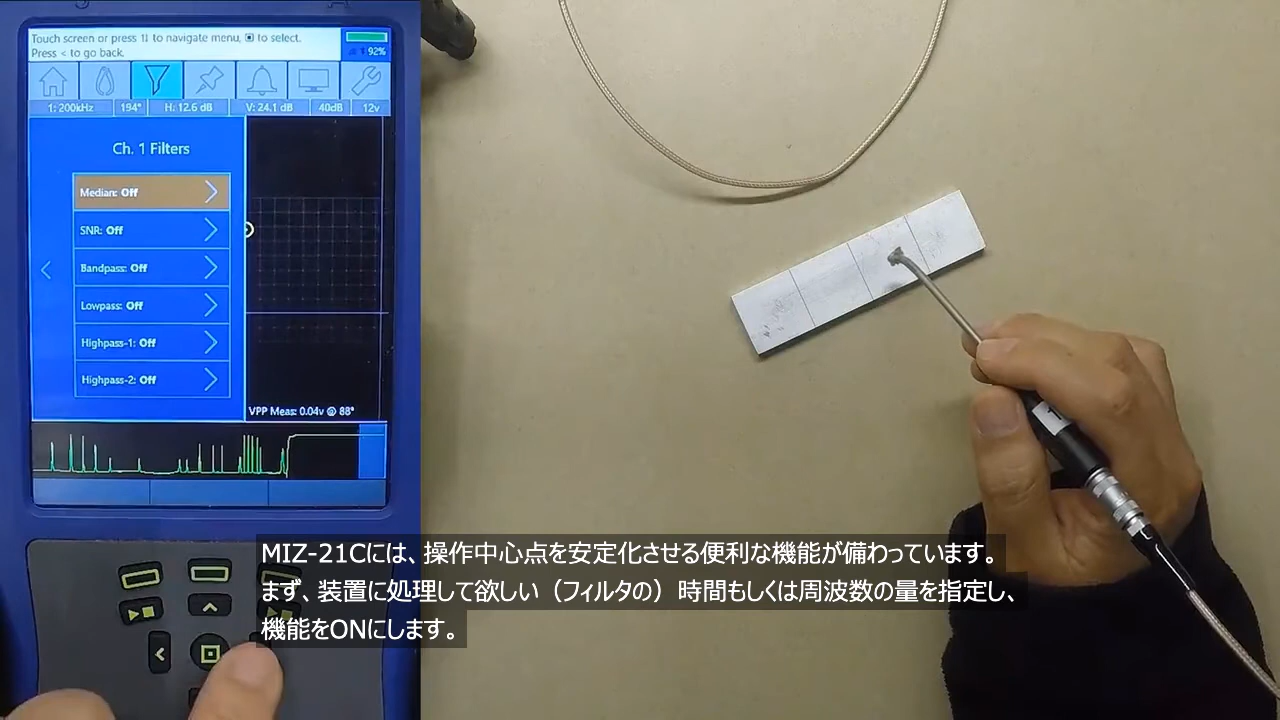 Touch screen or press ↑↓ to navigate menu, ▣ to select.
Press < to go back.
92%
1: 200kHz
194°
H: 12.6 dB
V: 24.1 dB
40dB
12v
Ch. 1 Filters
Median: Off
SNR: Off
Bandpass: Off
Lowpass: Off
Highpass-1: Off
Highpass-2: Off
VPP Meas: 0.04v @ 88°
MIZ-21Cには、操作中心点を安定化させる便利な機能が備わっています。
まず、装置に処理して欲しい（フィルタの）時間もしくは周波数の量を指定し、
機能をONにします。